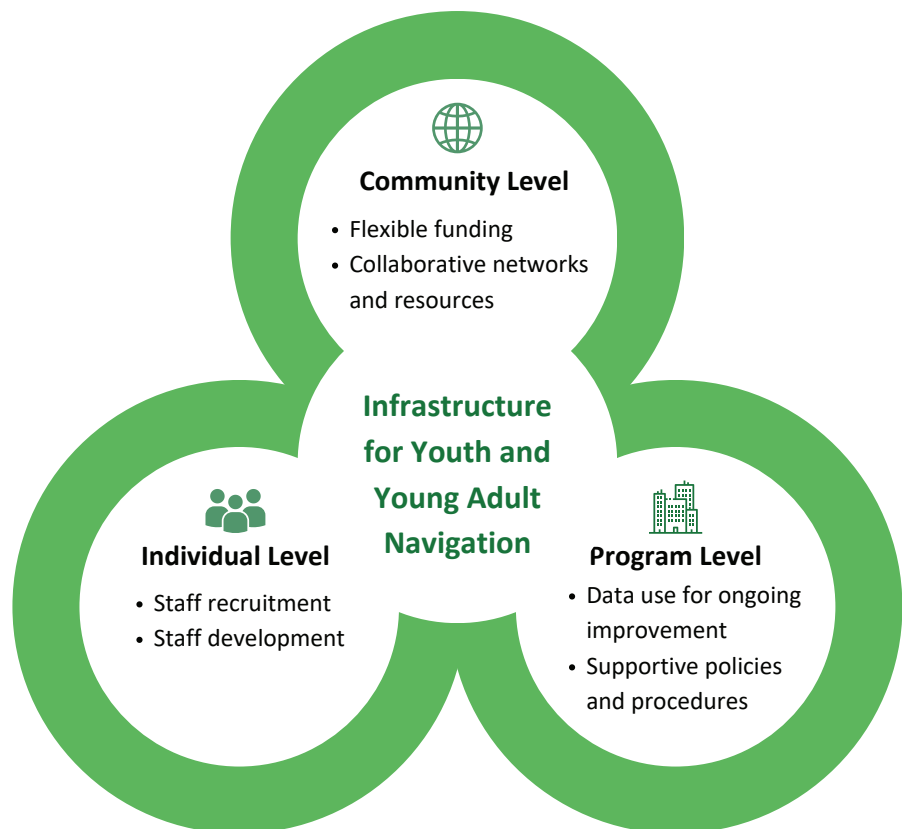 Community Level
• Flexible funding
• Collaborative networks
and resources
Infrastructure
for Youth and
Young Adult
Navigation
Individual Level
• Staff recruitment
• Staff development
Program Level
• Data use for ongoing
improvement
• Supportive policies
and procedures